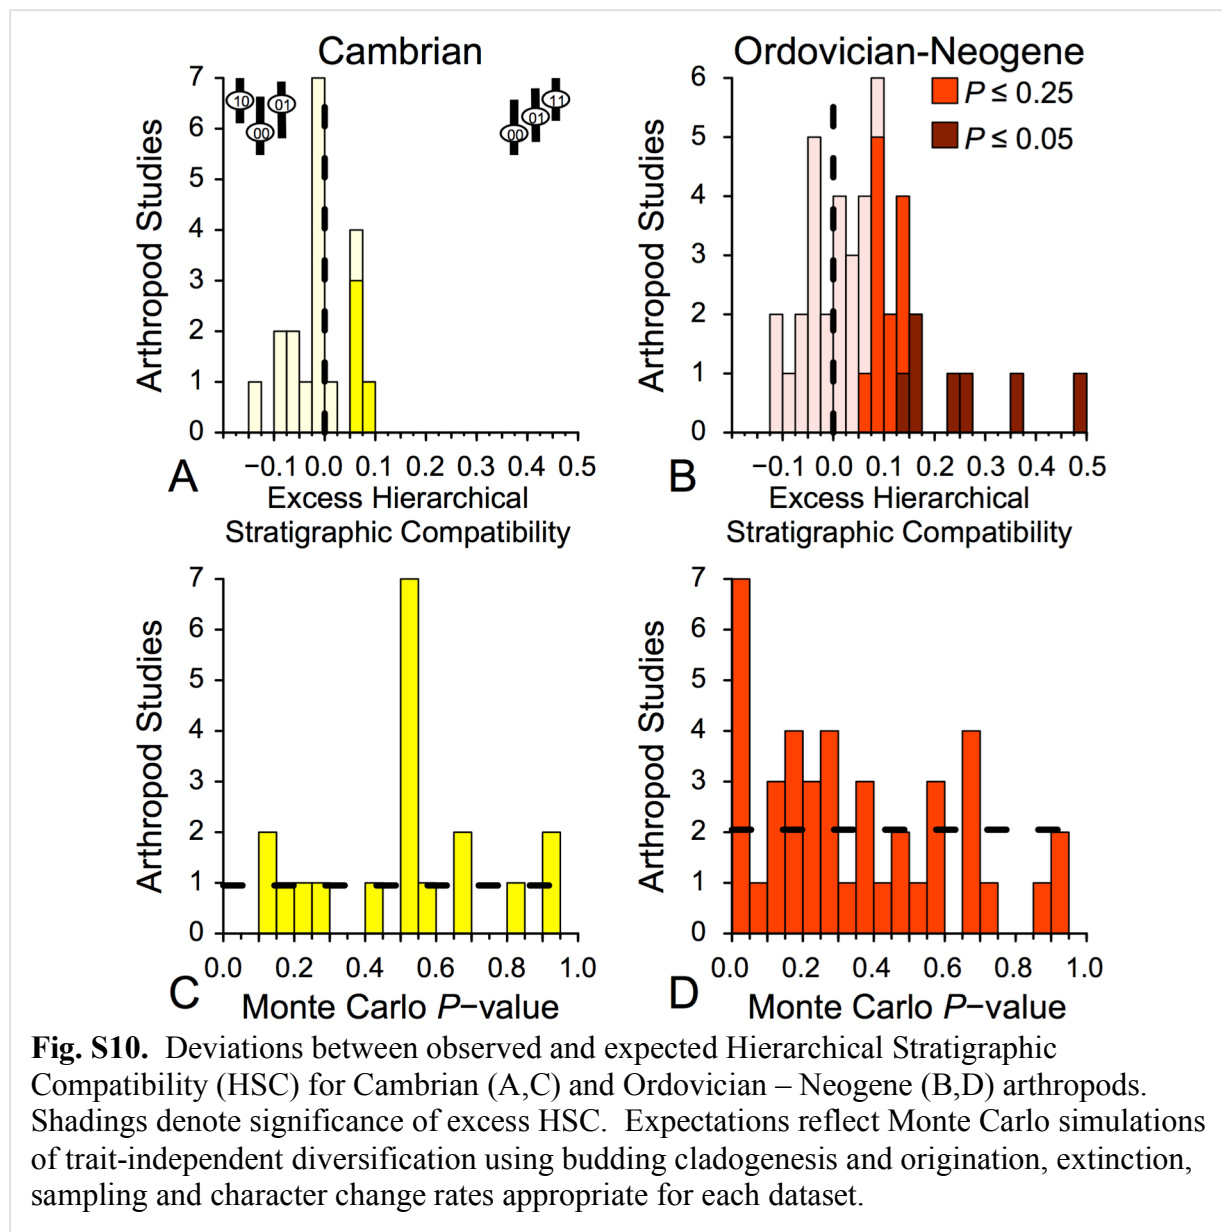 Cambrian
Ordovician-Neogene
7
6
5
4
3
2
1
0
Arthropod Studies
10
00
01
00
01
11
−0.1 0.0 0.1 0.2 0.3 0.4 0.5
A
Excess Hierarchical
Stratigraphic Compatibility
6
5
4
3
2
1
0
Arthropod Studies
P ≤ 0.25
P ≤ 0.05
−0.1 0.0 0.1 0.2 0.3 0.4 0.5
B
Excess Hierarchical
Stratigraphic Compatibility
7
6
5
4
3
2
1
0
Arthropod Studies
0.0 0.2 0.4 0.6 0.8 1.0
C
Monte Carlo P−value
7
6
5
4
3
2
1
0
Arthropod Studies
0.0 0.2 0.4 0.6 0.8 1.0
D
Monte Carlo P−value
Fig. S10. Deviations between observed and expected Hierarchical Stratigraphic
Compatibility (HSC) for Cambrian (A,C) and Ordovician – Neogene (B,D) arthropods.
Shadings denote significance of excess HSC. Expectations reflect Monte Carlo simulations
of trait-independent diversification using budding cladogenesis and origination, extinction,
sampling and character change rates appropriate for each dataset.